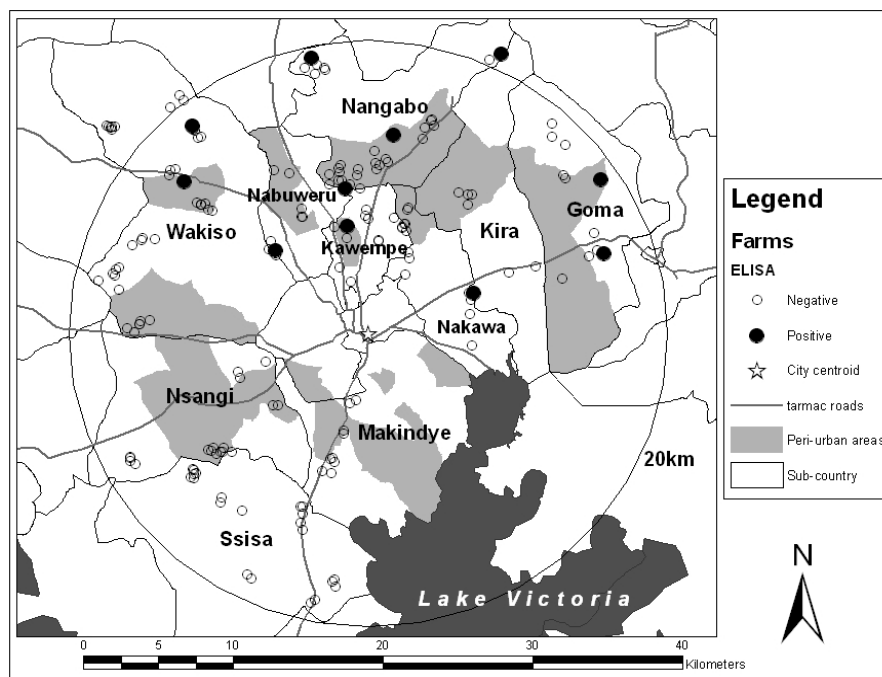 Nangabo
Nabuweru
Goma
Wakiso
Kawempe
Kira
Nakawa
Nsangi
Makindye
20km
Ssisa
Lake Victoria
Legend
Farms
ELISA
Negative
Positive
City centroid
tarmac roads
Peri-urban areas
Sub-country
N
0 5 10 20 30 40
Kilometers